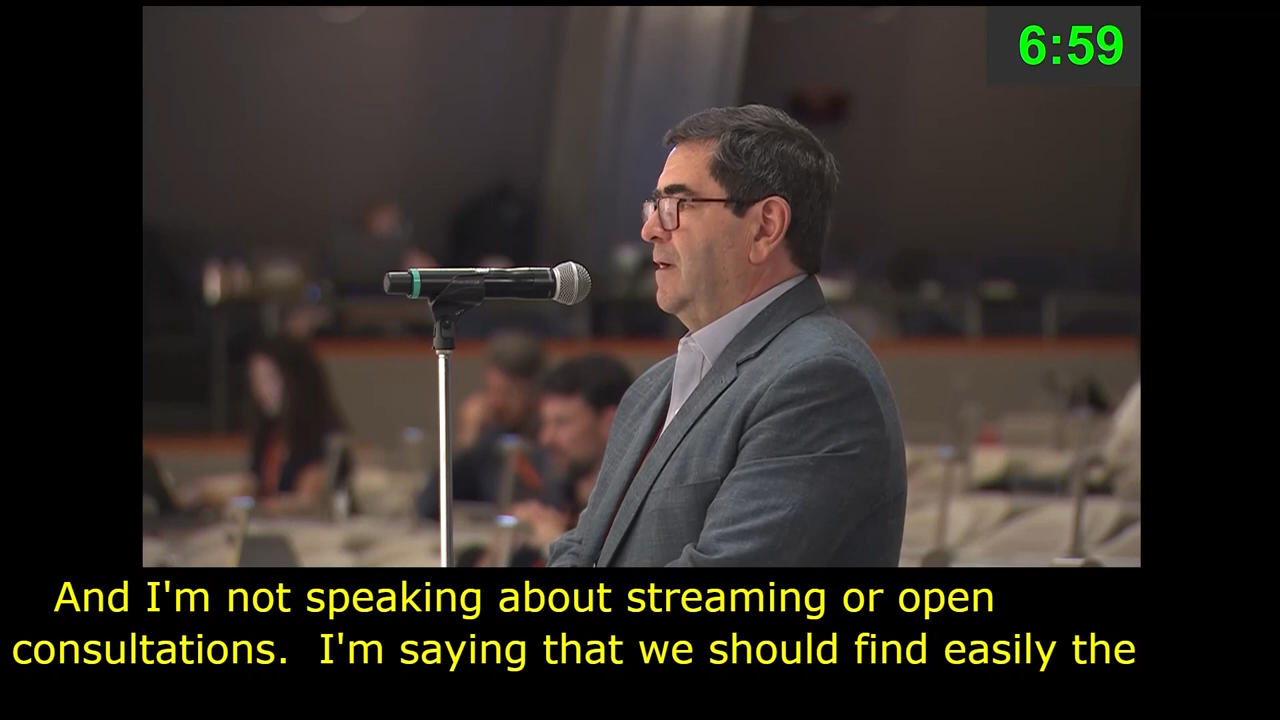 6:59
And I'm not speaking about streaming or open
consultations.  I'm saying that we should find easily the